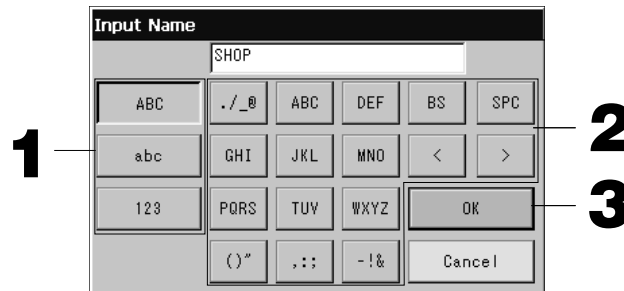 Input Name
SHOP
ABC ./_@ ABC DEF BS SPC
abc GHI JKL MNO < >
123 PQRS TUV WXYZ OK
()" ,:; -!& Cancel
1
2
3